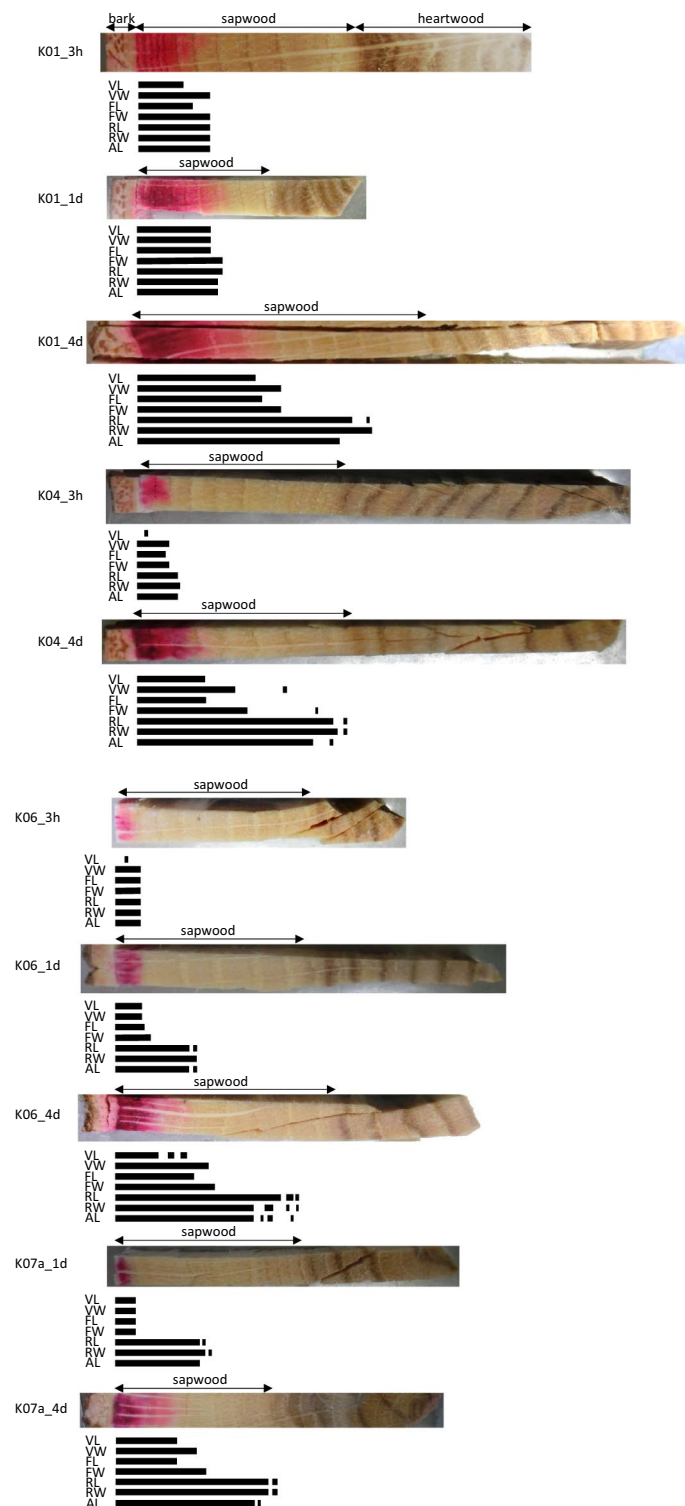 bark sapwood heartwood
K01_3h
VL
VW
FL
FW
RL
RW
AL
sapwood
K01_1d
VL
VW
FL
FW
RL
RW
AL
sapwood
K01_4d
VL
VW
FL
FW
RL
RW
AL
sapwood
K04_3h
VL
VW
FL
FW
RL
RW
AL
sapwood
K04_4d
VL
VW
FL
FW
RL
RW
AL
sapwood
K06_3h
VL
VW
FL
FW
RL
RW
AL
sapwood
K06_1d
VL
VW
FL
FW
RL
RW
AL
sapwood
K06_4d
VL
VW
FL
FW
RL
RW
AL
sapwood
K07a_1d
VL
VW
FL
FW
RL
RW
AL
sapwood
K07a_4d
VL
VW
FL
FW
RL
RW
AL